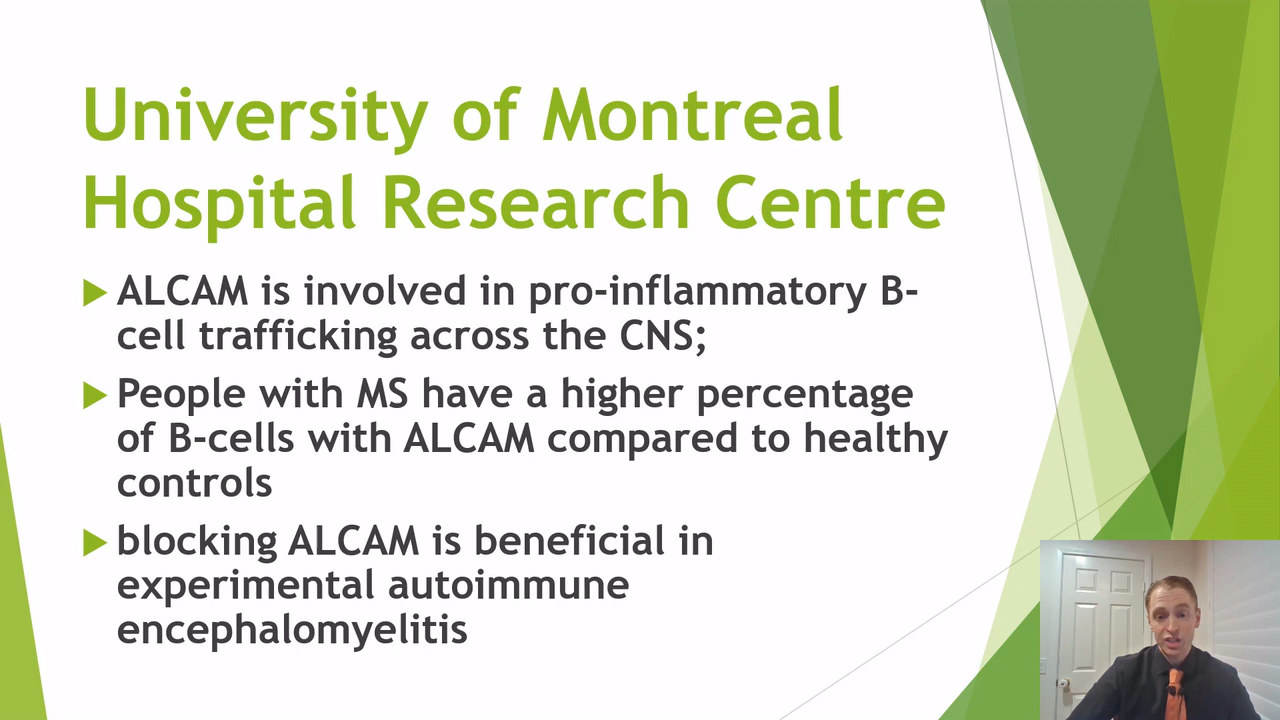 University of Montreal
Hospital Research Centre
ALCAM is involved in pro-inflammatory B-
cell trafficking across the CNS;
People with MS have a higher percentage
of B-cells with ALCAM compared to healthy
controls
blocking ALCAM is beneficial in
experimental autoimmune
encephalomyelitis